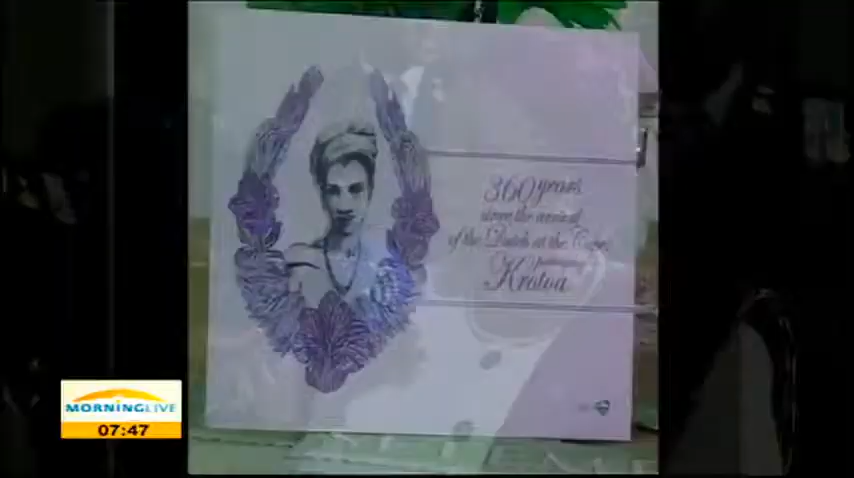 360 years
since the arrival
of the Dutch at the Cape
Krotoa
MORNINGLIVE
07:47